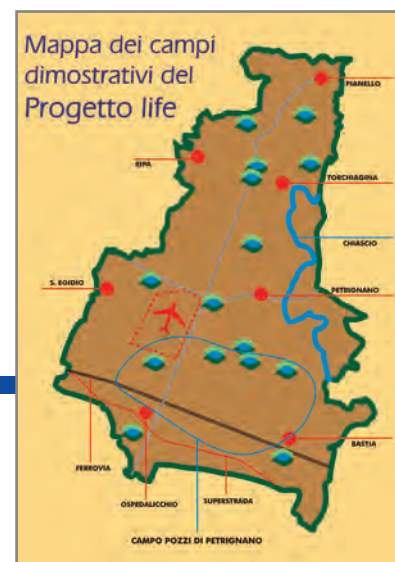 Mappa dei campi
dimostrativi del
Progetto life
PIANELLO
RIPA
TORCHIAGINA
CHIASCIO
S. EGIDIO
PETRIGNANO
BASTIA
FERROVIA
OSPEDALICCHIO
SUPERSTRADA
CAMPO POZZI DI PETRIGNANO